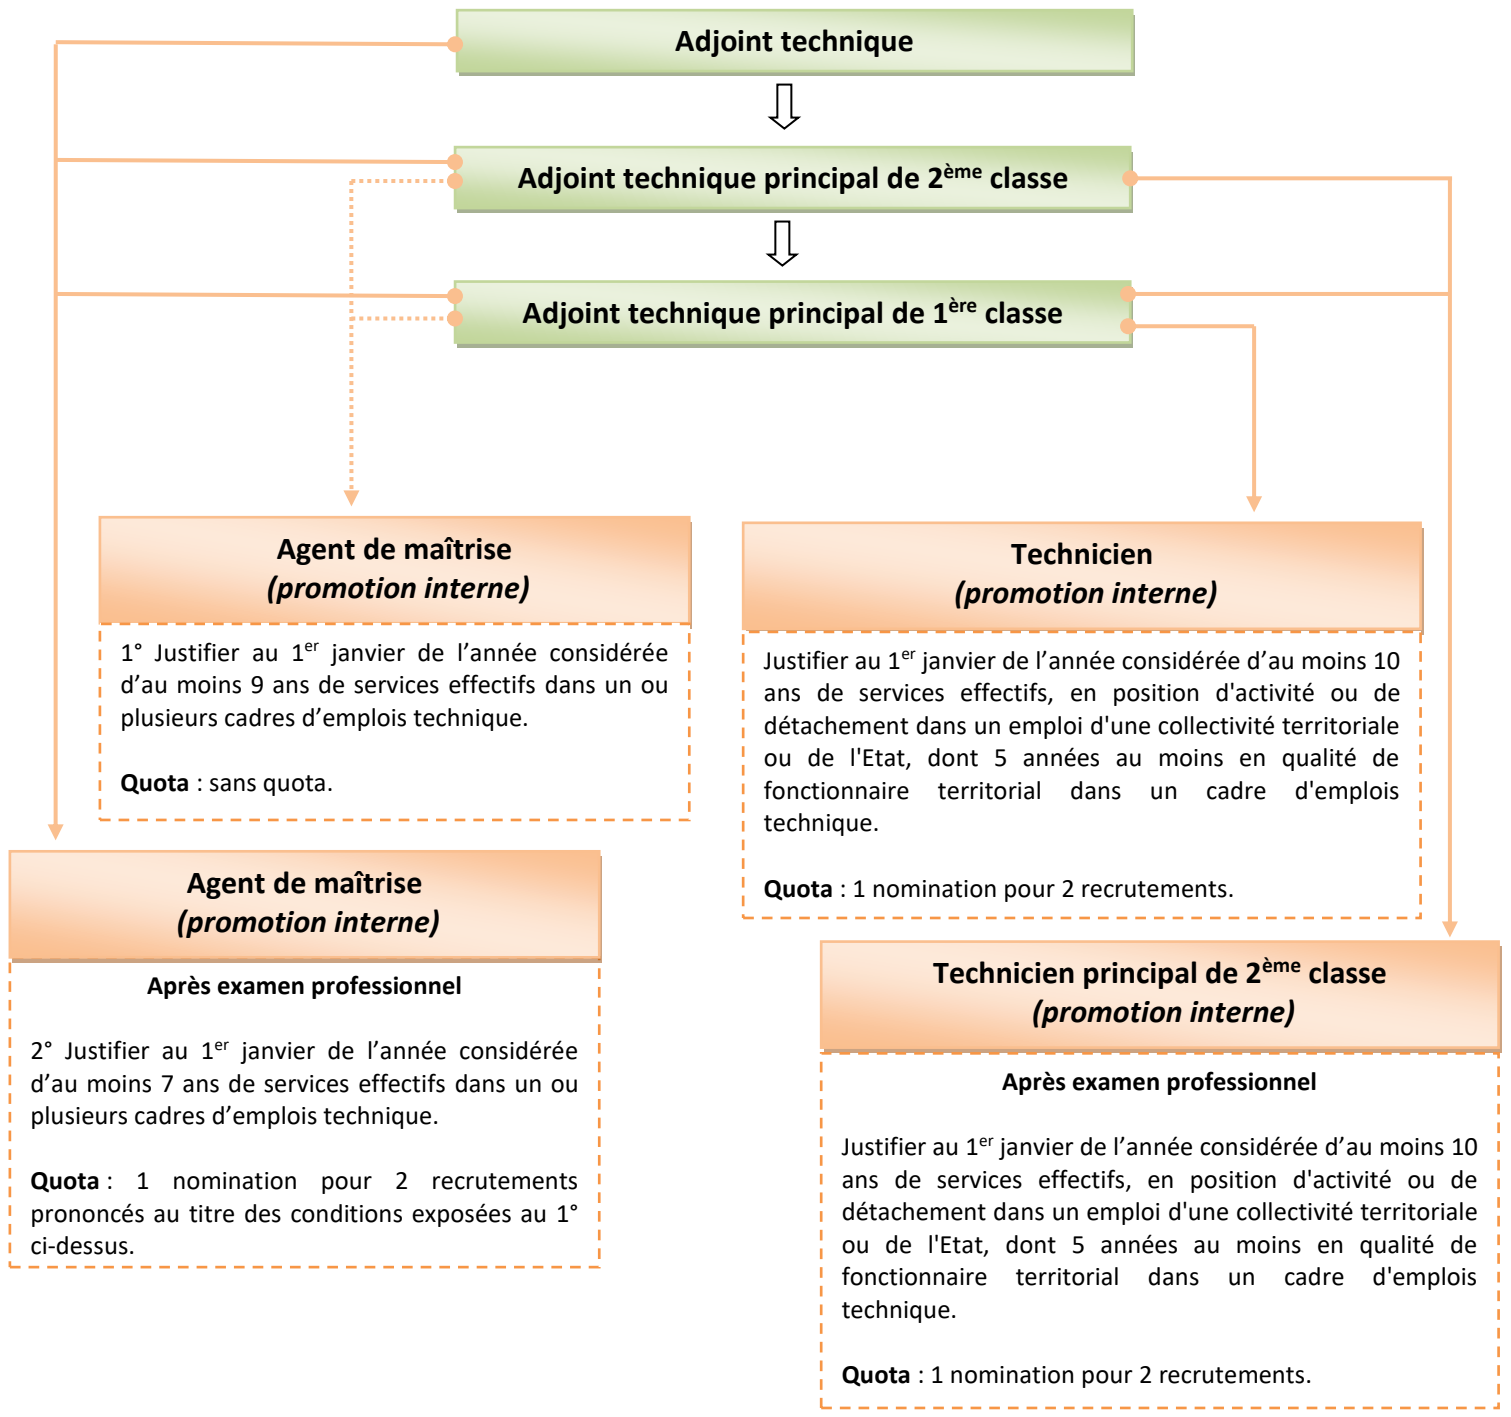 Adjoint technique
Adjoint technique principal de 2ème classe
Adjoint technique principal de 1ère classe
Agent de maîtrise
(promotion interne)
1° Justifier au 1er janvier de l’année considérée
d’au moins 9 ans de services effectifs dans un ou
plusieurs cadres d’emplois technique.
Quota : sans quota.
Technicien
(promotion interne)
Justifier au 1er janvier de l’année considérée d’au moins 10
ans de services effectifs, en position d'activité ou de
détachement dans un emploi d'une collectivité territoriale
ou de l'Etat, dont 5 années au moins en qualité de
fonctionnaire territorial dans un cadre d'emplois
technique.
Quota : 1 nomination pour 2 recrutements.
Agent de maîtrise
(promotion interne)
Après examen professionnel
2° Justifier au 1er janvier de l’année considérée
d’au moins 7 ans de services effectifs dans un ou
plusieurs cadres d’emplois technique.
Quota : 1 nomination pour 2 recrutements
prononcés au titre des conditions exposées au 1°
ci-dessus.
Technicien principal de 2ème classe
(promotion interne)
Après examen professionnel
Justifier au 1er janvier de l’année considérée d’au moins 10
ans de services effectifs, en position d'activité ou de
détachement dans un emploi d'une collectivité territoriale
ou de l'Etat, dont 5 années au moins en qualité de
fonctionnaire territorial dans un cadre d'emplois
technique.
Quota : 1 nomination pour 2 recrutements.